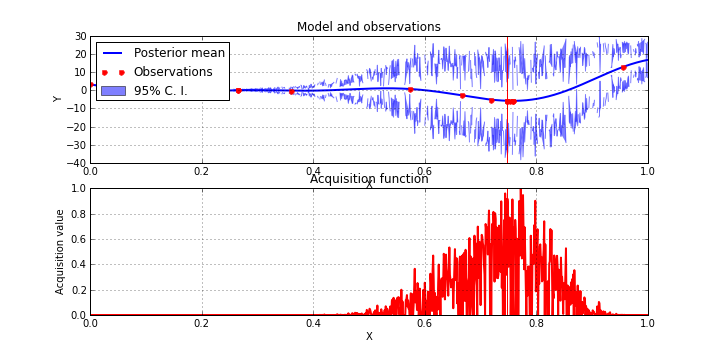 Model and observations
Y
30
20
10
0
−10
−20
−30
−40
Posterior mean
Observations
95% C. I.
0.0 0.2 0.4 0.6 0.8 1.0
X
Acquisition function
Acquisition value
1.0
0.8
0.6
0.4
0.2
0.0
0.0 0.2 0.4 0.6 0.8 1.0
X